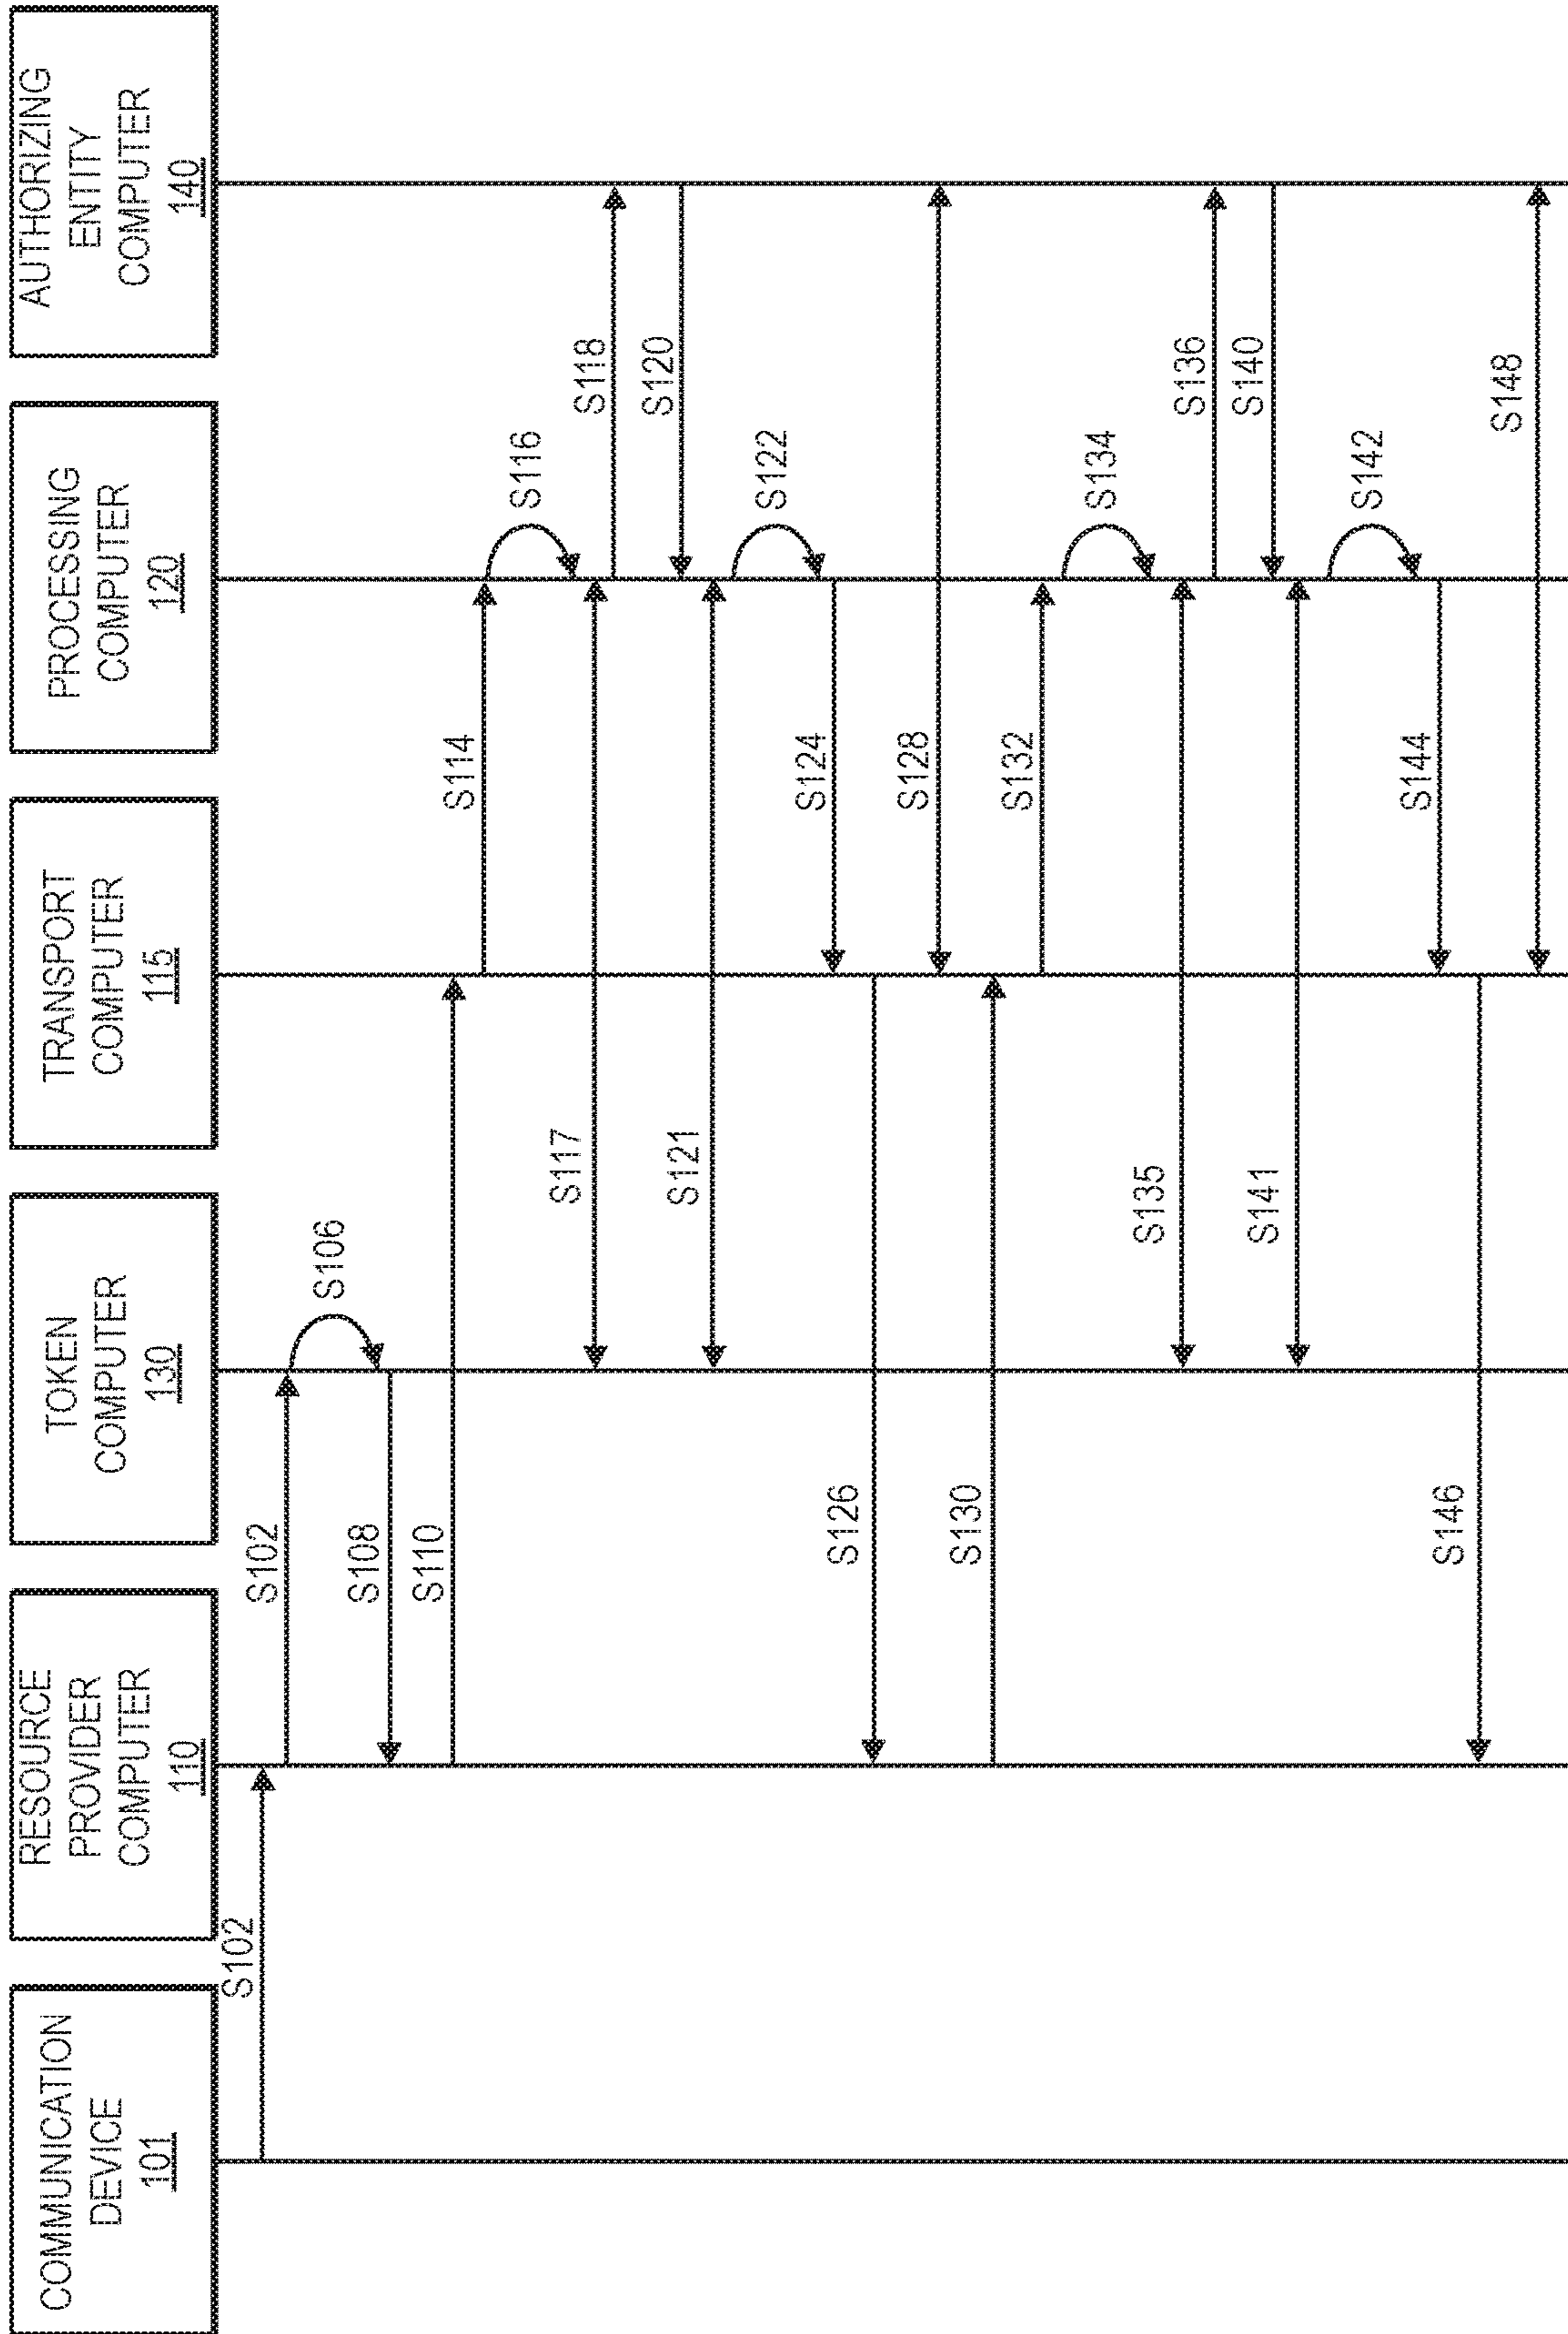 COMMUNICATION
DEVICE
101
RESOURCE
PROVIDER
COMPUTER
110
TOKEN
COMPUTER
130
TRANSPORT
COMPUTER
115
PROCESSING
COMPUTER
120
AUTHORIZING
ENTITY
COMPUTER
140
S102
S102
S106
S108
S110
S114
S116
S117
S118
S120
S121
S122
S124
S126
S128
S130
S132
S134
S135
S136
S140
S141
S142
S144
S146
S148